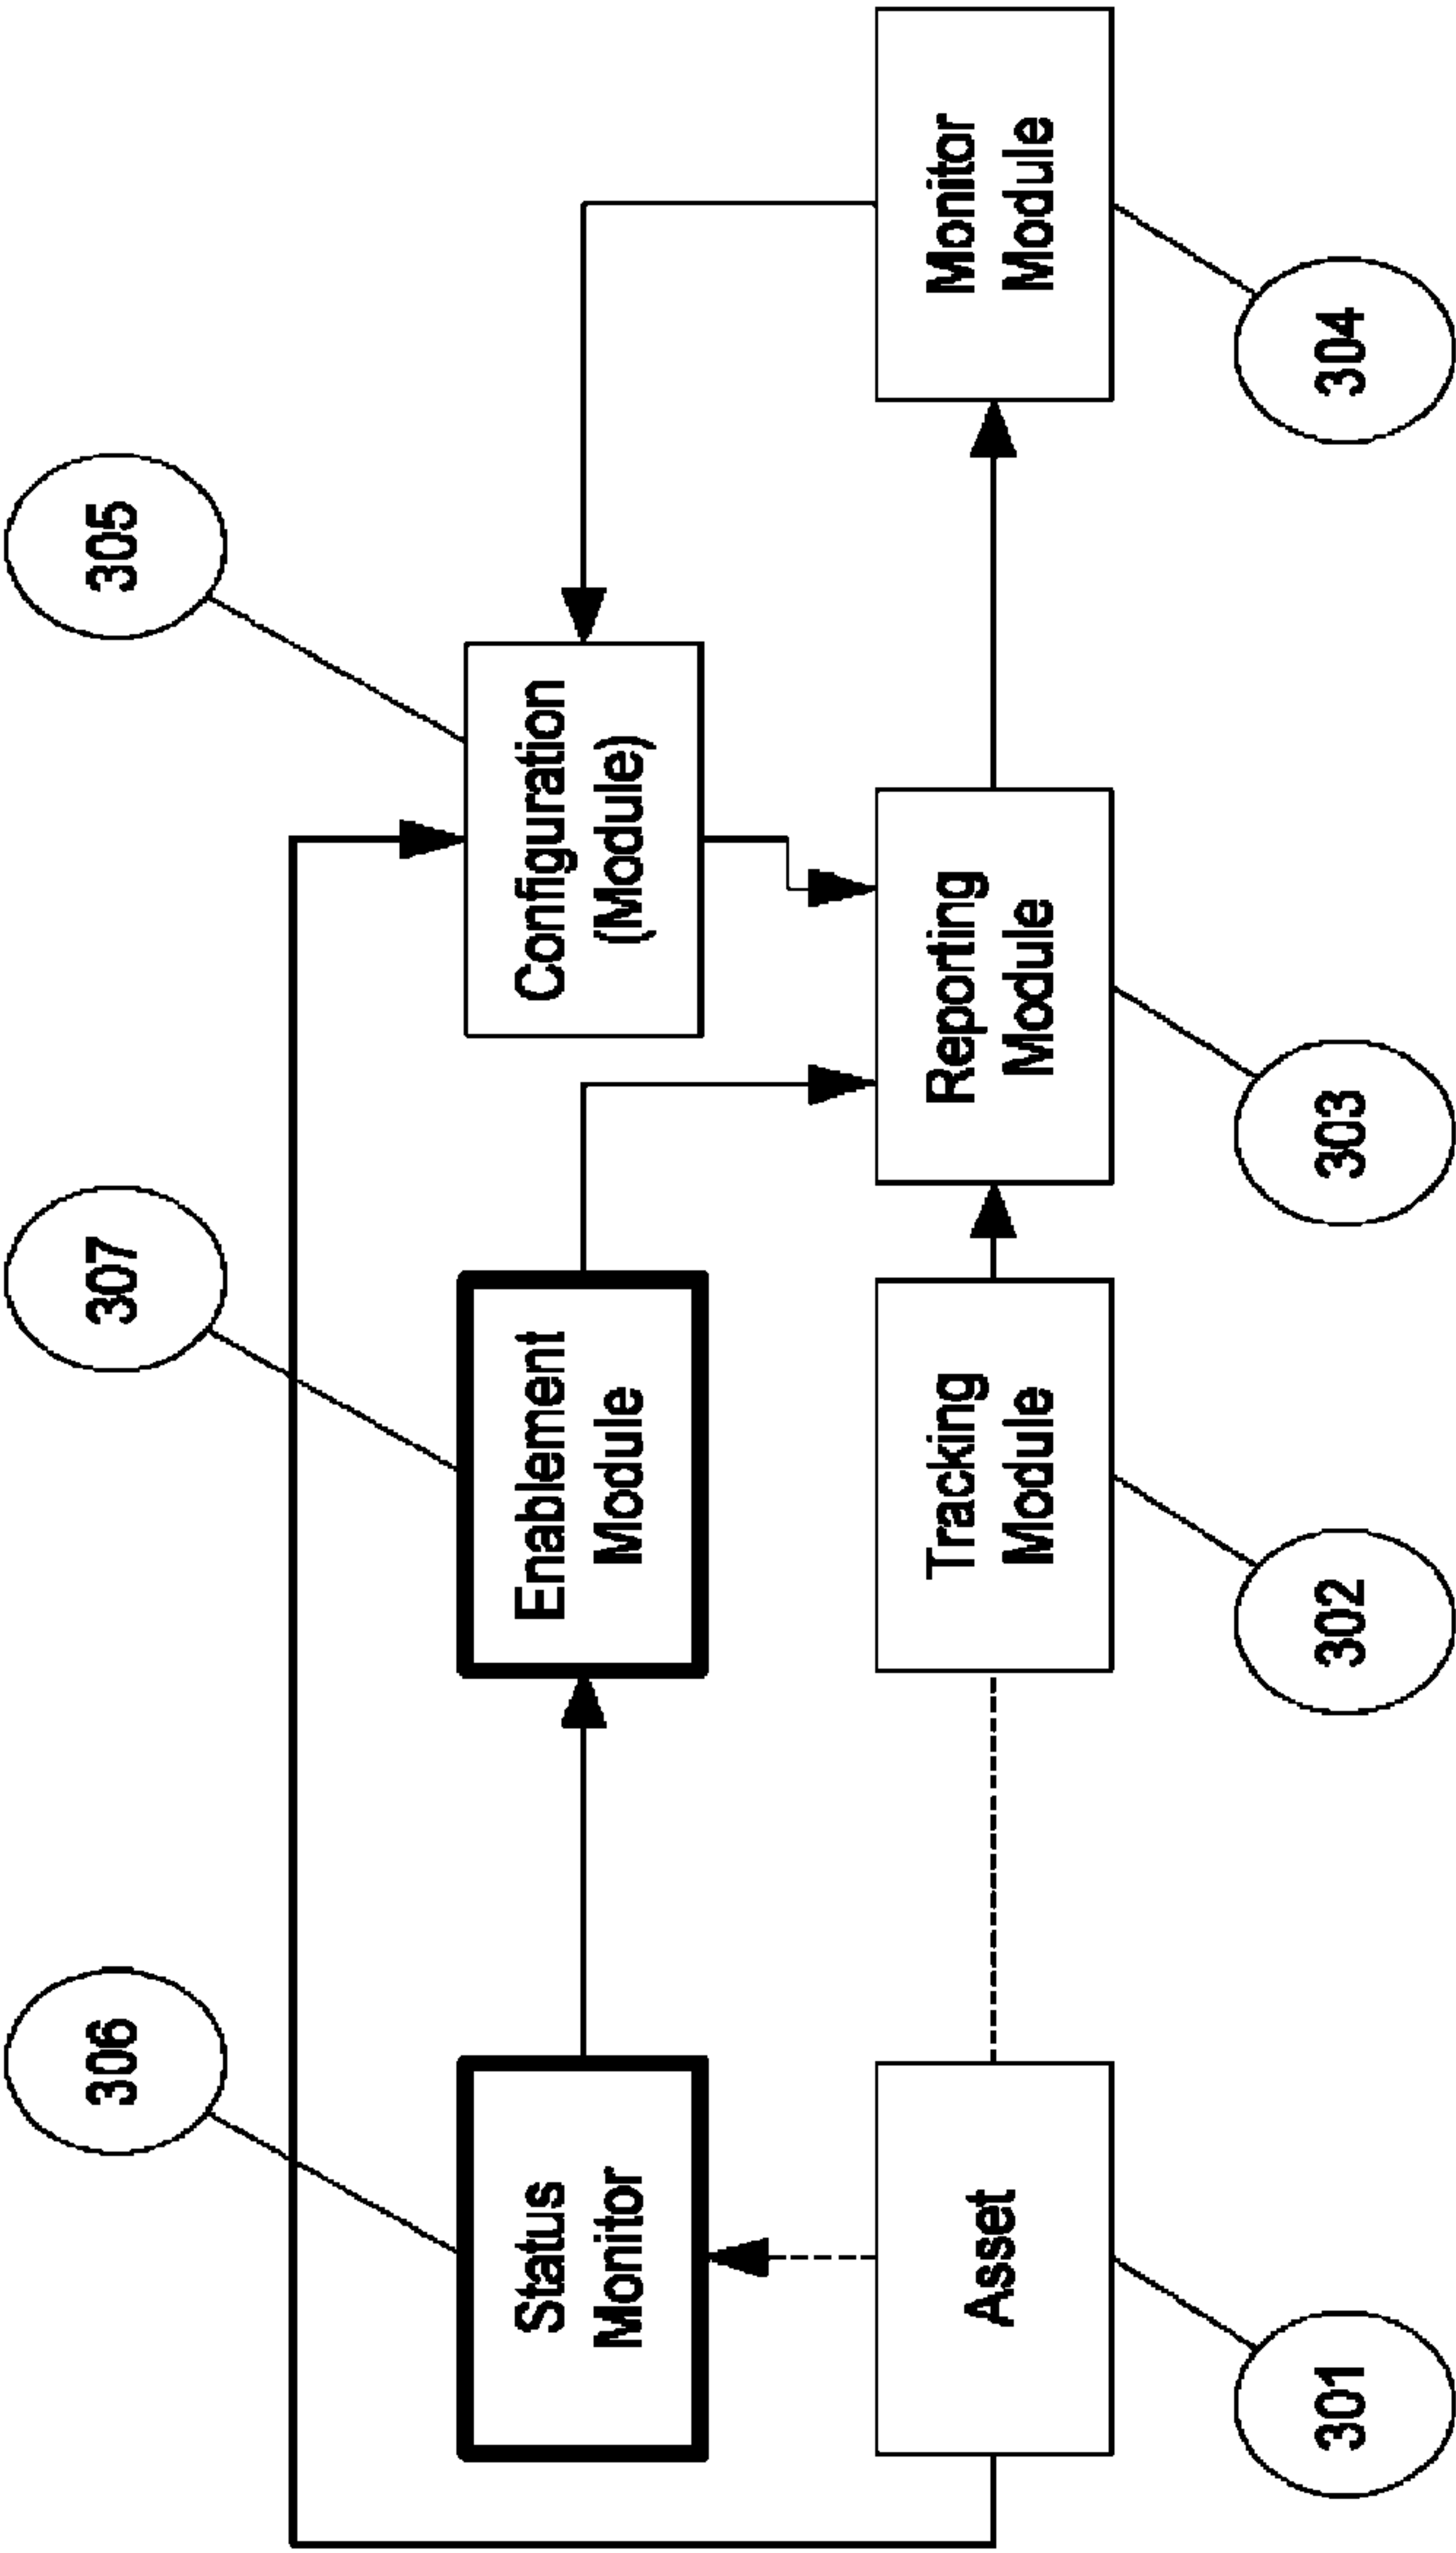 306
307
305
Status
Monitor
Enablement
Module
Configuration
(Module)
Asset
Tracking
Module
Reporting
Module
Monitor
Module
301
302
303
304